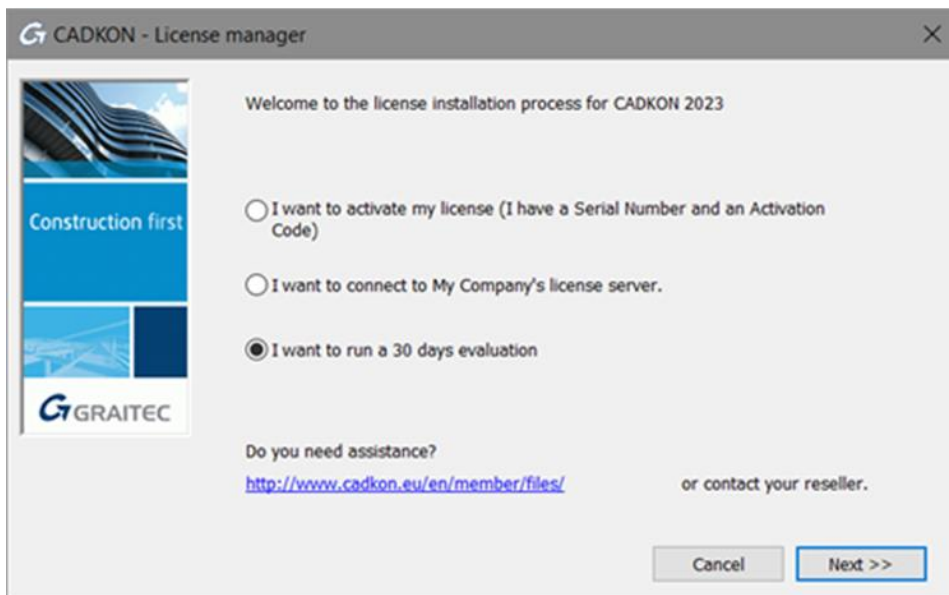 CADKON - License manager
Welcome to the license installation process for CADKON 2023
Construction first
I want to activate my license (I have a Serial Number and an Activation
Code)
I want to connect to My Company's license server.
I want to run a 30 days evaluation
GRAITEC
Do you need assistance?
http://www.cadkon.eu/en/member/files/ or contact your reseller.
Cancel Next >>